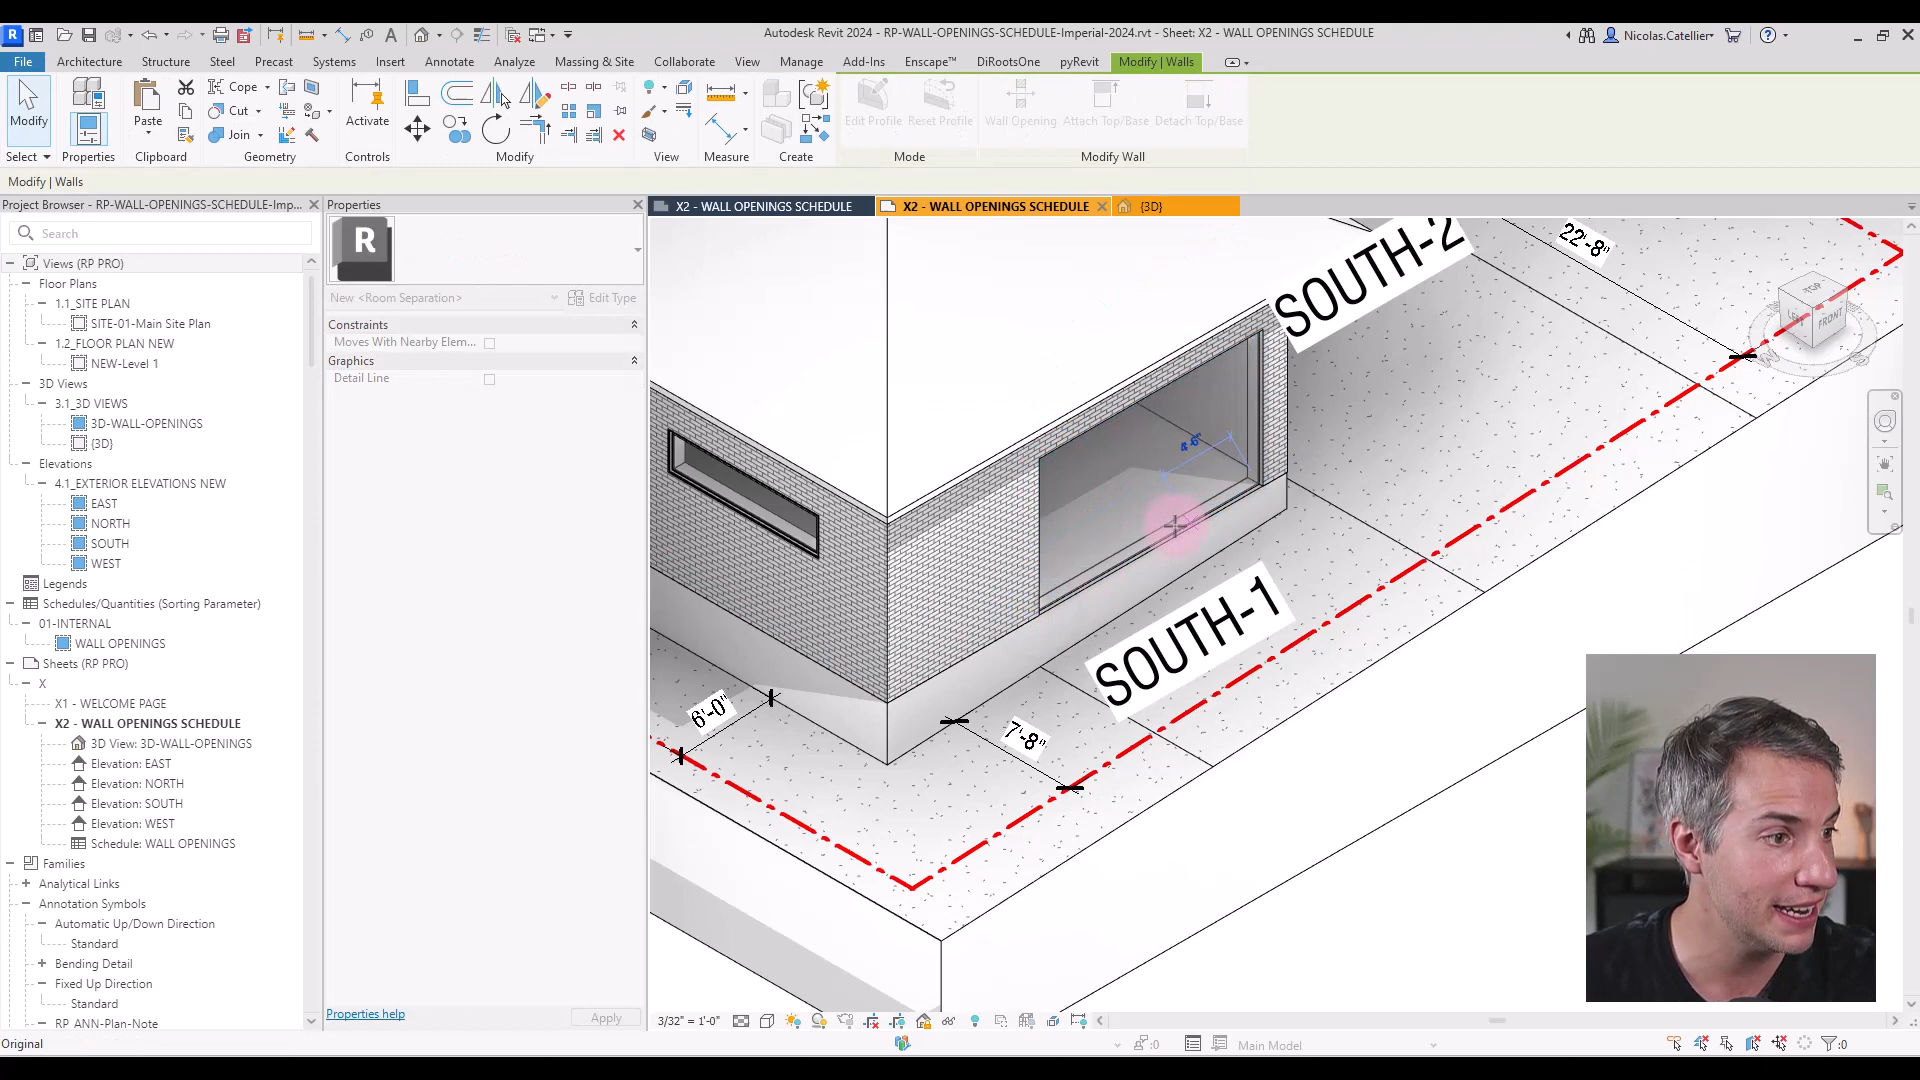 Autodesk Revit 2024 - RP-WALL-OPENINGS-SCHEDULE-Imperial-2024.rvt - Sheet: X2 - WALL OPENINGS SCHEDULE
Nicolas.Catellier
File Architecture Structure Steel Precast Systems Insert Annotate Analyze Massing & Site Collaborate View Manage Add-Ins Enscape™ DiRootsOne pyRevit Modify | Walls
Cope
Cut
Join
Modify Paste Activate
Edit Profile Reset Profile Wall Opening Attach Top/Base Detach Top/Base
Select Properties Clipboard Geometry Controls Modify View Measure Create Mode Modify Wall
Modify | Walls
Project Browser - RP-WALL-OPENINGS-SCHEDULE-Imp...
Search
Views (RP PRO)
Floor Plans
1.1_SITE PLAN
SITE-01-Main Site Plan
1.2_FLOOR PLAN NEW
NEW-Level 1
3D Views
3.1_3D VIEWS
3D-WALL-OPENINGS
{3D}
Elevations
4.1_EXTERIOR ELEVATIONS NEW
EAST
NORTH
SOUTH
WEST
Legends
Schedules/Quantities (Sorting Parameter)
01-INTERNAL
WALL OPENINGS
Sheets (RP PRO)
X
X1 - WELCOME PAGE
X2 - WALL OPENINGS SCHEDULE
3D View: 3D-WALL-OPENINGS
Elevation: EAST
Elevation: NORTH
Elevation: SOUTH
Elevation: WEST
Schedule: WALL OPENINGS
Families
Analytical Links
Annotation Symbols
Automatic Up/Down Direction
Standard
Bending Detail
Fixed Up Direction
Standard
RP_ANN-Plan-Note
Properties
R
New <Room Separation>
Edit Type
Constraints
Moves With Nearby Elem...
Graphics
Detail Line
Properties help
Apply
X2 - WALL OPENINGS SCHEDULE
X2 - WALL OPENINGS SCHEDULE
{3D}
SOUTH-2
22'-8"
TOP
LEFT
FRONT
SOUTH-1
6'-0"
7'-8"
3/32" = 1'-0"
Original
:0
Main Model
:0